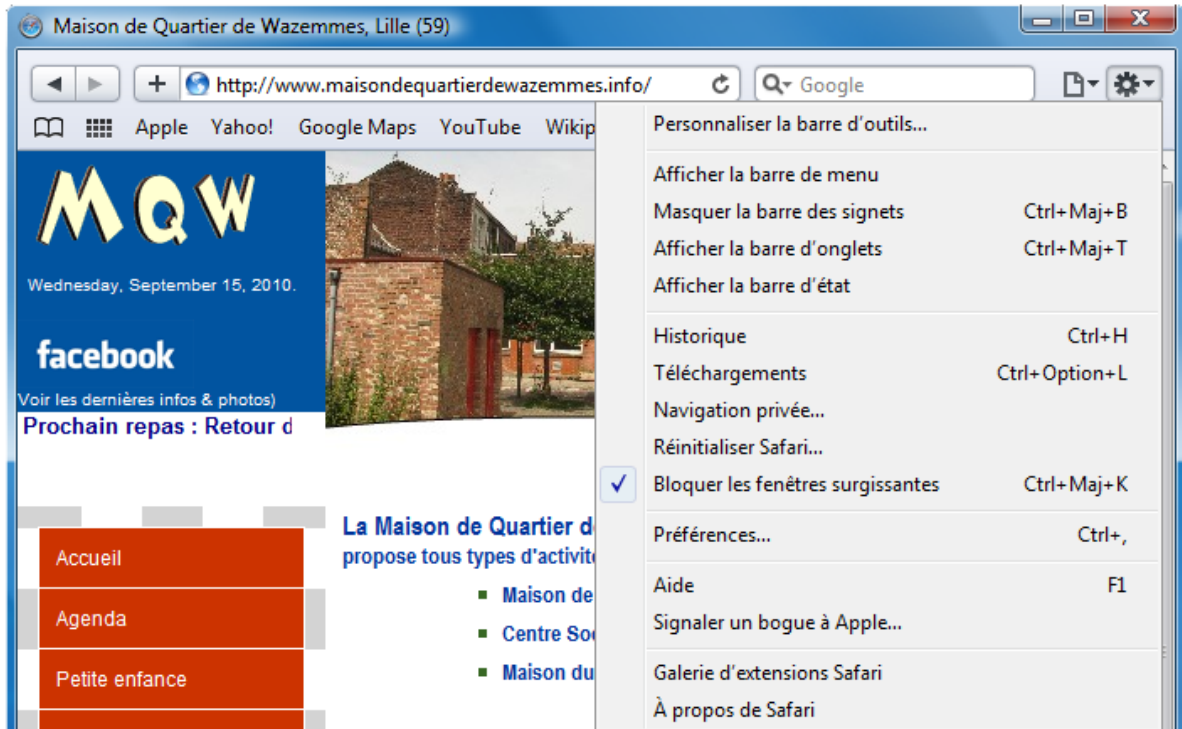 Maison de Quartier de Wazemmes, Lille (59)
http://www.maisondequartierdewazemmes.info/
Google
Apple Yahoo! Google Maps YouTube Wikip
MQW
Wednesday, September 15, 2010.
facebook
Voir les dernières infos & photos)
Prochain repas : Retour d
Accueil
Agenda
Petite enfance
La Maison de Quartier de
propose tous types d'activité
Maison de
Centre Soc
Maison du
Personnaliser la barre d'outils...
Afficher la barre de menu
Masquer la barre des signets Ctrl+Maj+B
Afficher la barre d'onglets Ctrl+Maj+T
Afficher la barre d'état
Historique Ctrl+H
Téléchargements Ctrl+Option+L
Navigation privée...
Réinitialiser Safari...
Bloquer les fenêtres surgissantes Ctrl+Maj+K
Préférences... Ctrl+,
Aide F1
Signaler un bogue à Apple...
Galerie d'extensions Safari
À propos de Safari